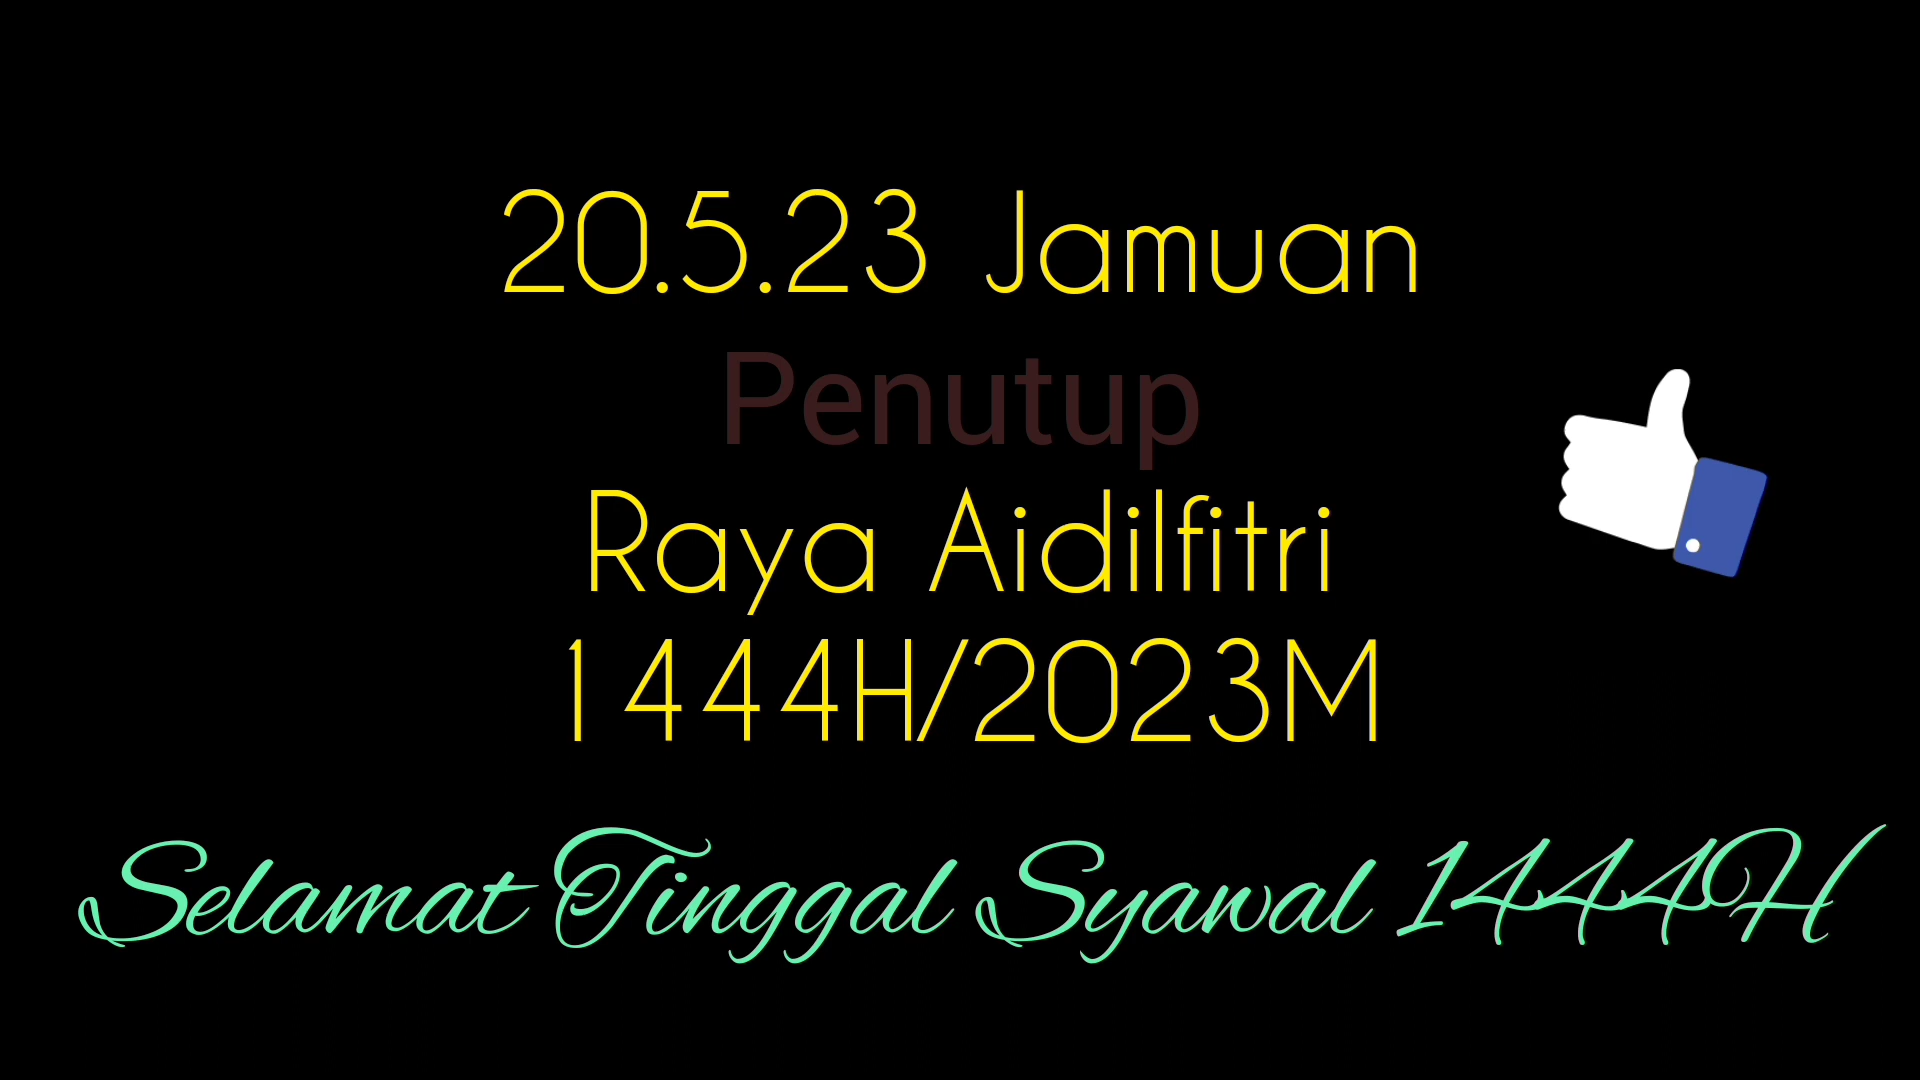 20.5.23 Jamuan
Penutup
Raya Aidilfitri
1444H/2023M
Selamat Tinggal Syawal 1444H